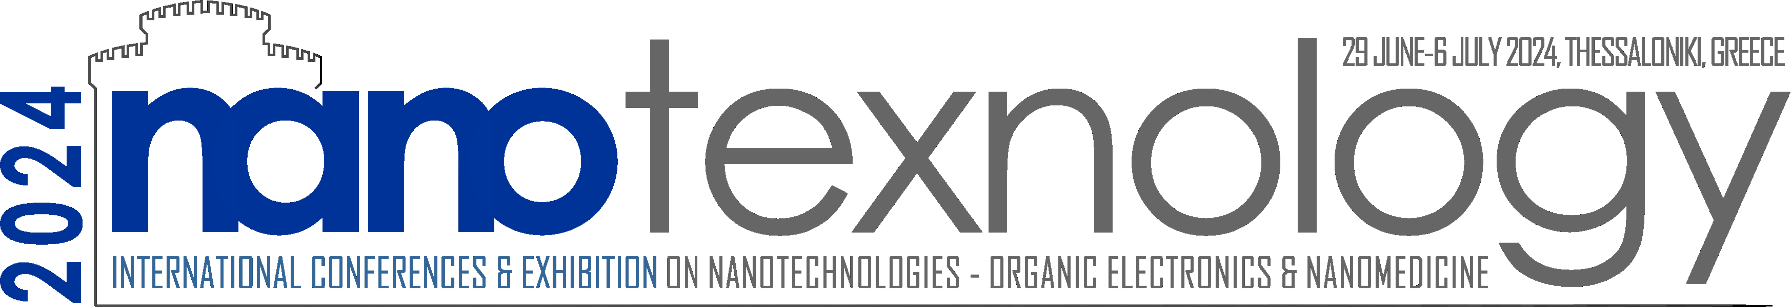 2024
nanotexnology
29 JUNE-6 JULY 2024, THESSALONIKI, GREECE
INTERNATIONAL CONFERENCES & EXHIBITION ON NANOTECHNOLOGIES - ORGANIC ELECTRONICS & NANOMEDICINE